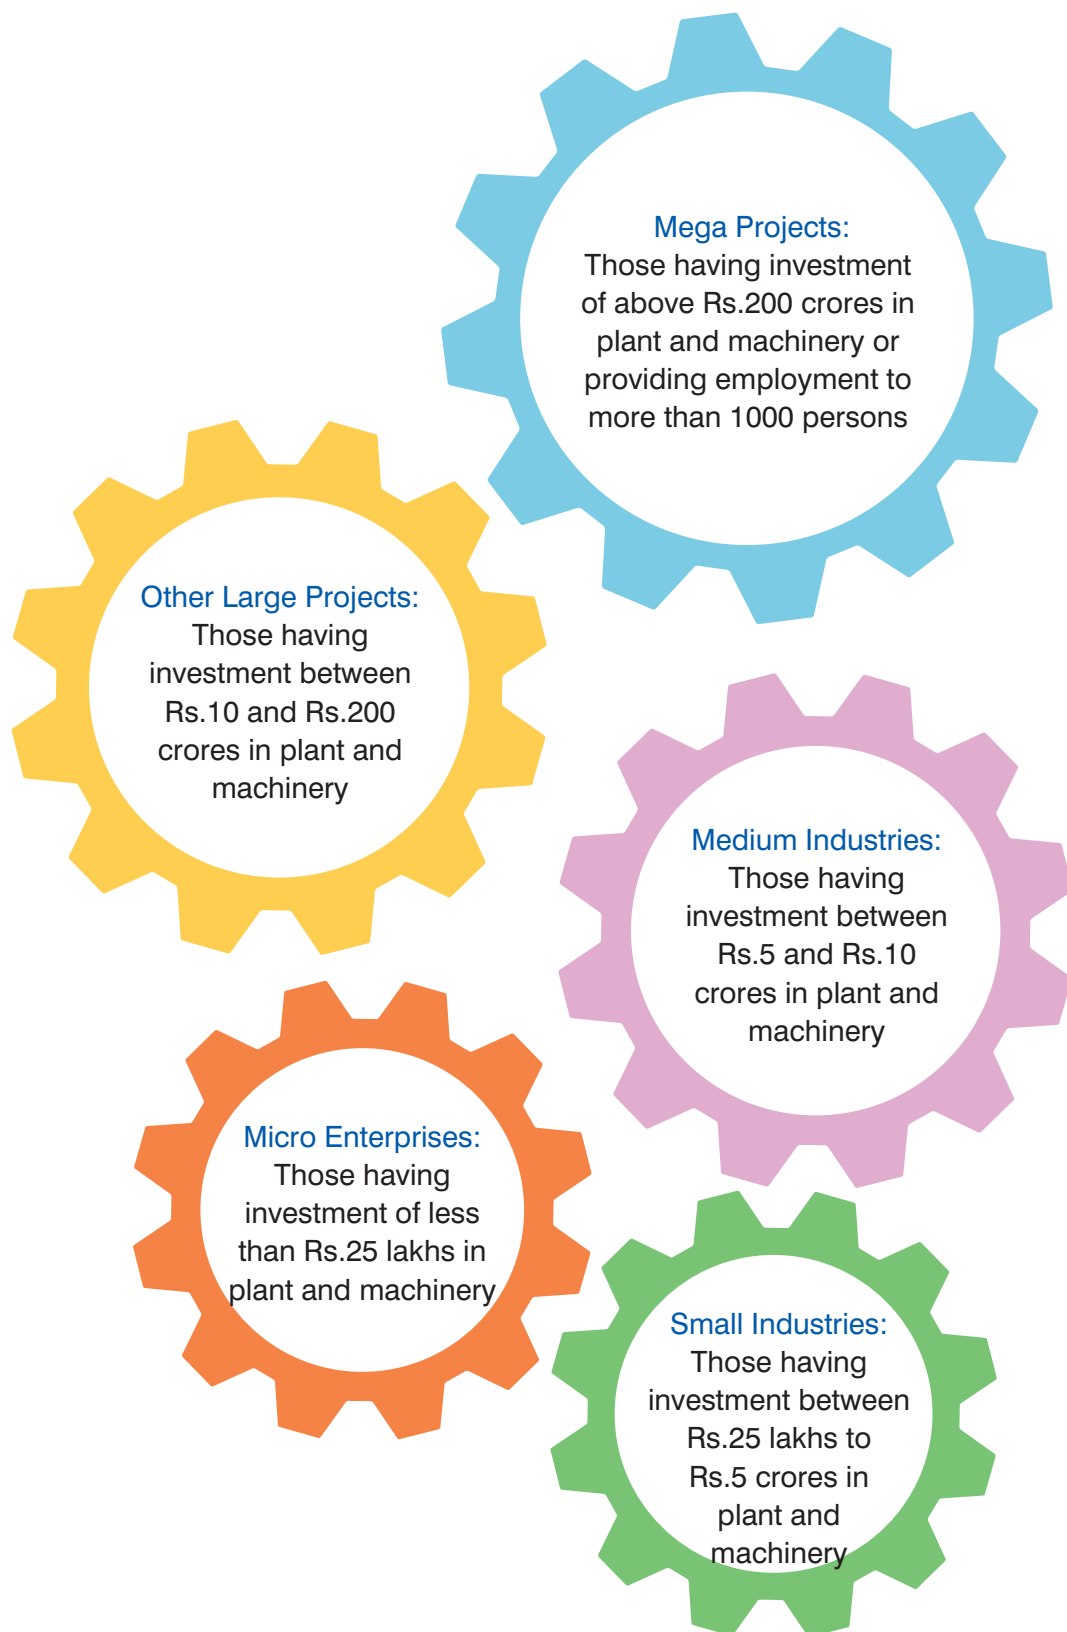 Mega Projects:
Those having investment
of above Rs.200 crores in
plant and machinery or
providing employment to
more than 1000 persons
Other Large Projects:
Those having
investment between
Rs.10 and Rs.200
crores in plant and
machinery
Medium Industries:
Those having
investment between
Rs.5 and Rs.10
crores in plant and
machinery
Micro Enterprises:
Those having
investment of less
than Rs.25 lakhs in
plant and machinery
Small Industries:
Those having
investment between
Rs.25 lakhs to
Rs.5 crores in
plant and
machinery